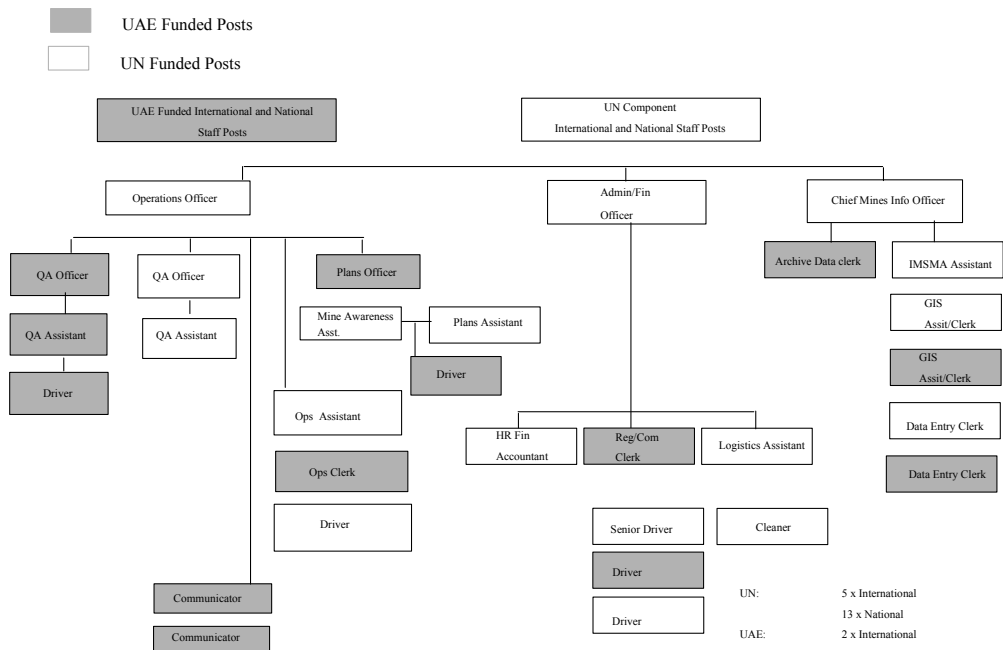 UAE Funded Posts
UN Funded Posts
UAE Funded International and National
Staff Posts
UN Component
International and National Staff Posts
Operations Officer
Admin/Fin
Officer
Chief Mines Info Officer
QA Officer
QA Officer
Plans Officer
Archive Data clerk
IMSMA Assistant
QA Assistant
QA Assistant
Mine Awareness
Asst.
Plans Assistant
GIS
Assit/Clerk
Driver
Driver
GIS
Assit/Clerk
Ops Assistant
HR Fin
Accountant
Reg/Com
Clerk
Logistics Assistant
Data Entry Clerk
Ops Clerk
Data Entry Clerk
Driver
Senior Driver
Cleaner
Driver
Communicator
Driver
Communicator
UN: 5 x International
13 x National
UAE: 2 x International